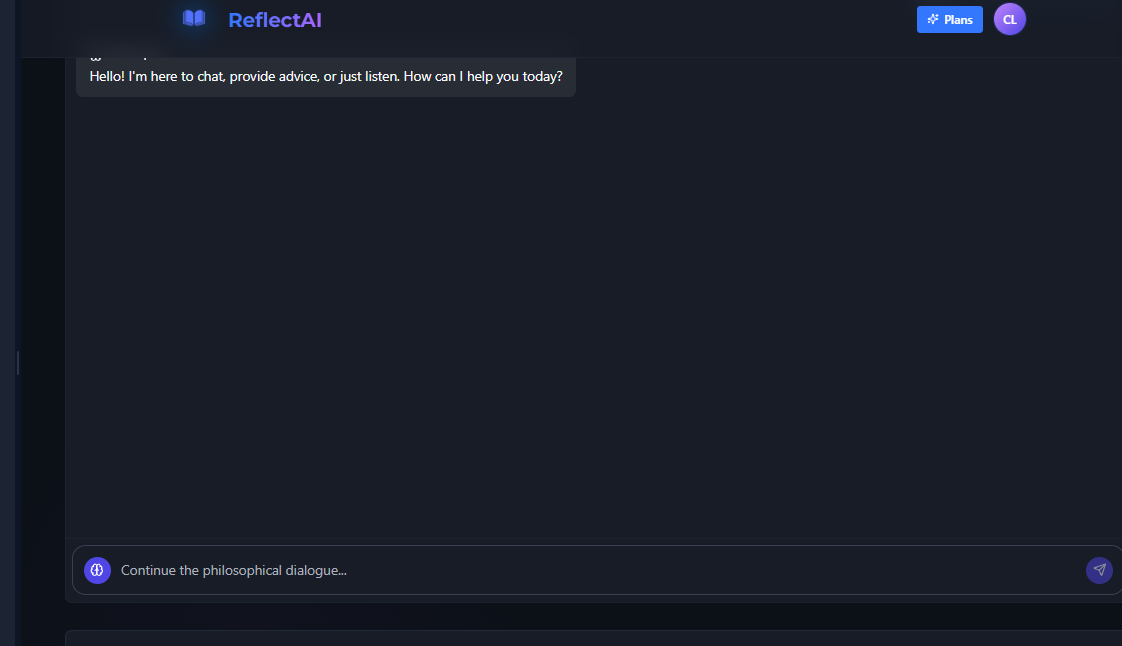 ReflectAI
Plans
CL
Hello! I'm here to chat, provide advice, or just listen. How can I help you today?
Continue the philosophical dialogue...